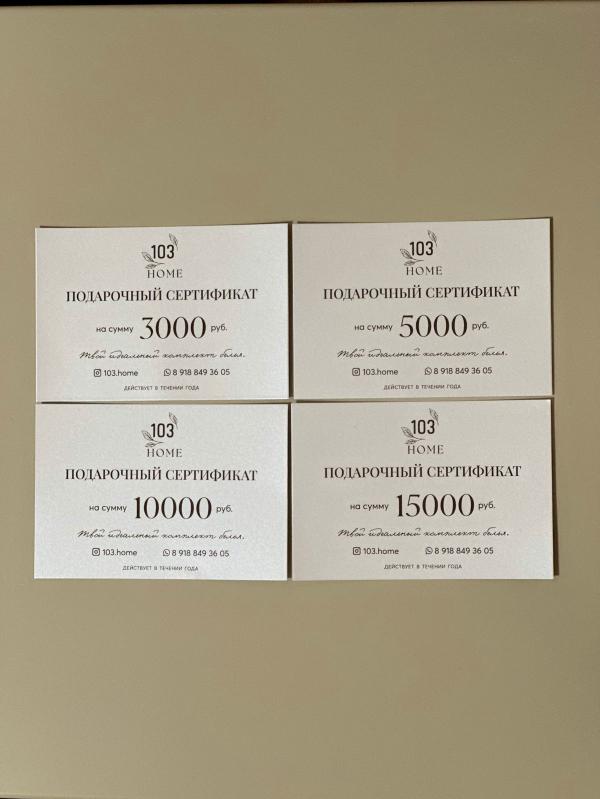 103
HOME
ПОДАРОЧНЫЙ СЕРТИФИКАТ
на сумму 3000 руб.
Твой идеальный комплект белья.
103.home 8 918 849 36 05
ДЕЙСТВУЕТ В ТЕЧЕНИИ ГОДА
103
HOME
ПОДАРОЧНЫЙ СЕРТИФИКАТ
на сумму 5000 руб.
Твой идеальный комплект белья.
103.home 8 918 849 36 05
ДЕЙСТВУЕТ В ТЕЧЕНИИ ГОДА
103
HOME
ПОДАРОЧНЫЙ СЕРТИФИКАТ
на сумму 10000 руб.
Твой идеальный комплект белья.
103.home 8 918 849 36 05
ДЕЙСТВУЕТ В ТЕЧЕНИИ ГОДА
103
HOME
ПОДАРОЧНЫЙ СЕРТИФИКАТ
на сумму 15000 руб.
Твой идеальный комплект белья.
103.home 8 918 849 36 05
ДЕЙСТВУЕТ В ТЕЧЕНИИ ГОДА